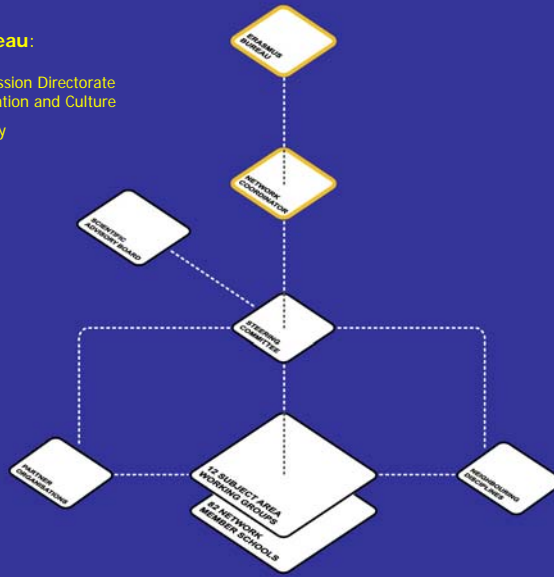 eau:
ssion Directorate
ation and Culture
y
ERASMUS
BUREAU
NETWORK
COORDINATOR
SCIENTIFIC
ADVISORY BOARD
STEERING
COMMITTEE
PARTNER
ORGANISATIONS
12 SUBJECT AREA
WORKING GROUPS
82 NETWORK
MEMBER SCHOOLS
NEIGHBOURING
DISCIPLINES